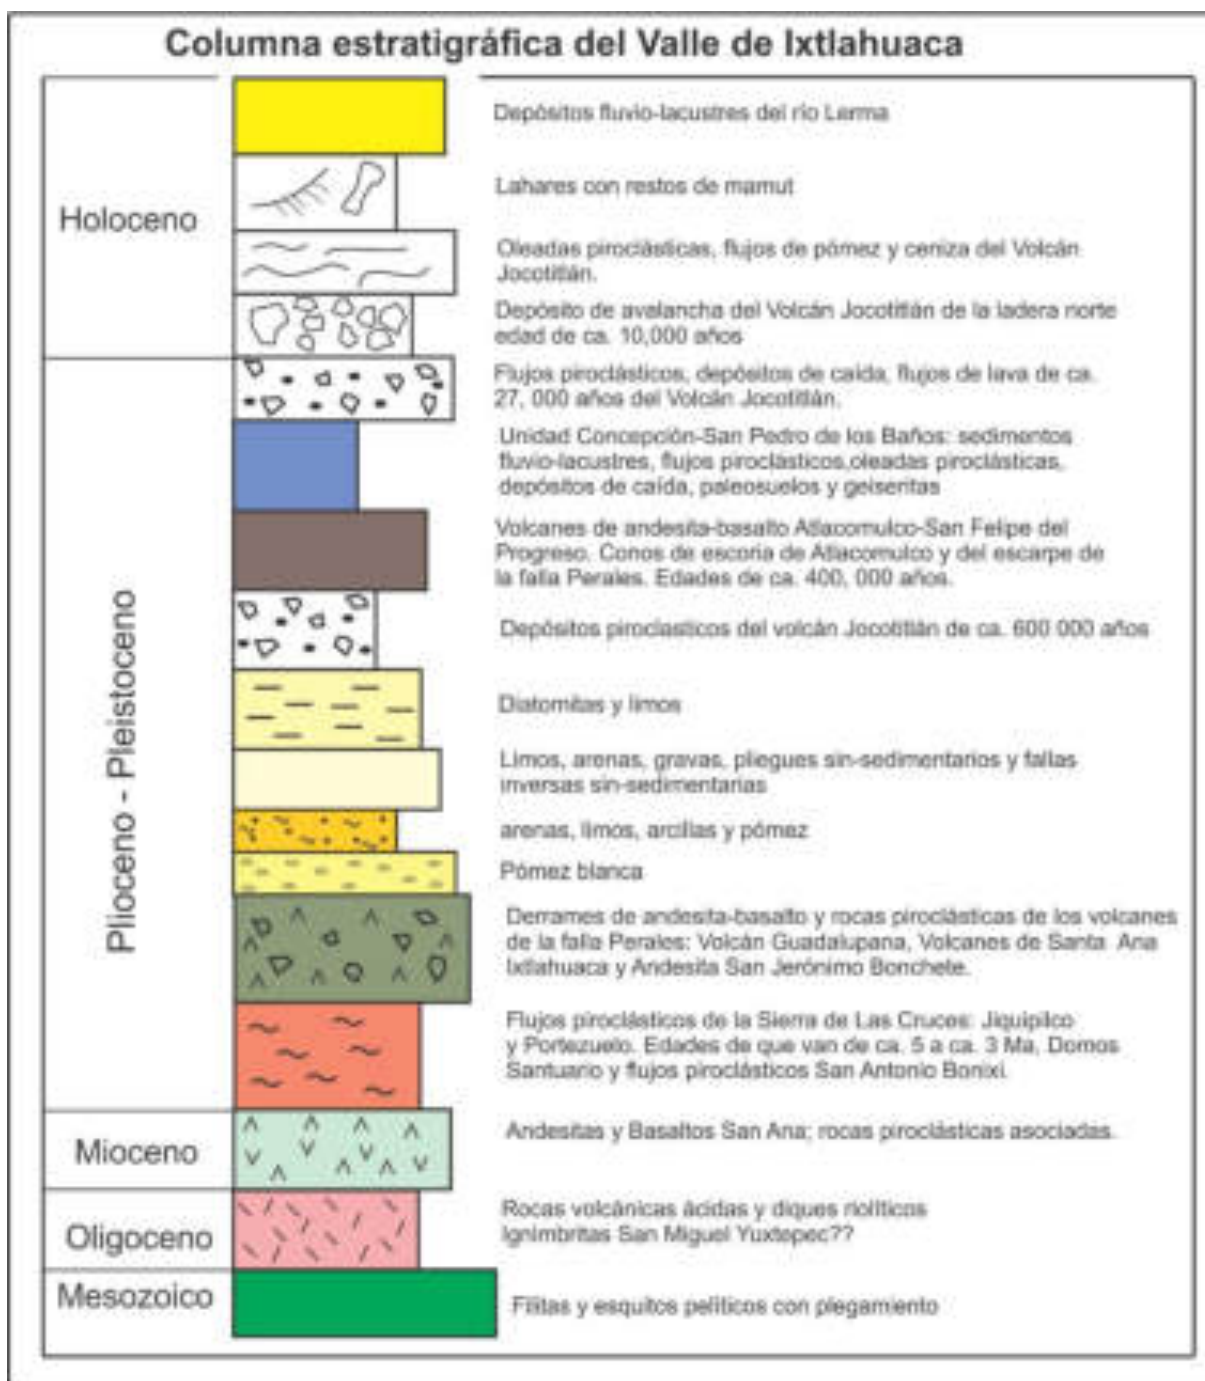 Columna estratigráfica del Valle de Ixtlahuaca
Holoceno
Depósitos fluvio-lacustres del río Lerma
Lahares con restos de mamut
Oleadas piroclásticas, flujos de pómez y ceniza del Volcán
Jocotitlán.
Depósito de avalancha del Volcán Jocotitlán de la ladera norte
edad de ca. 10,000 años
Plioceno - Pleistoceno
Flujos piroclásticos, depósitos de caída, flujos de lava de ca.
27, 000 años del Volcán Jocotitlán.
Unidad Concepción-San Pedro de los Baños: sedimentos
fluvio-lacustres, flujos piroclásticos,oleadas piroclásticas,
depósitos de caída, paleosuelos y geiseritas
Volcanes de andesita-basalto Atlacomulco-San Felipe del
Progreso. Conos de escoria de Atlacomulco y del escarpe de
la falla Perales. Edades de ca. 400, 000 años.
Depósitos piroclasticos del volcán Jocotitlán de ca. 600 000 años
Diatomitas y limos
Limos, arenas, gravas, pliegues sin-sedimentarios y fallas
inversas sin-sedimentarias
arenas, limos, arcillas y pómez
Pómez blanca
Derrames de andesita-basalto y rocas piroclásticas de los volcanes
de la falla Perales: Volcán Guadalupana, Volcanes de Santa Ana
Ixtlahuaca y Andesita San Jerónimo Bonchete.
Flujos piroclásticos de la Sierra de Las Cruces: Jiquipilco
y Portezuelo. Edades de que van de ca. 5 a ca. 3 Ma, Domos
Santuario y flujos piroclásticos San Antonio Bonixi.
Mioceno
Andesitas y Basaltos San Ana; rocas piroclásticas asociadas.
Oligoceno
Rocas volcánicas ácidas y diques riolíticos
Ignimbritas San Miguel Yuxtepec??
Mesozoico
Filitas y esquitos pelíticos con plegamiento